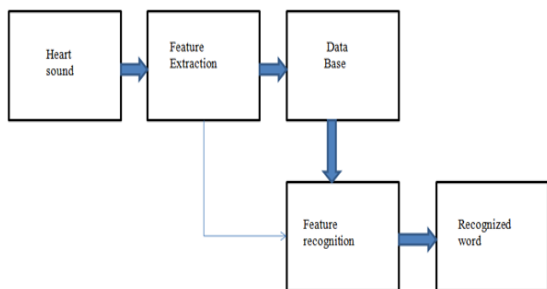 Heart
sound
Feature
Extraction
Data
Base
Feature
recognition
Recognized
word